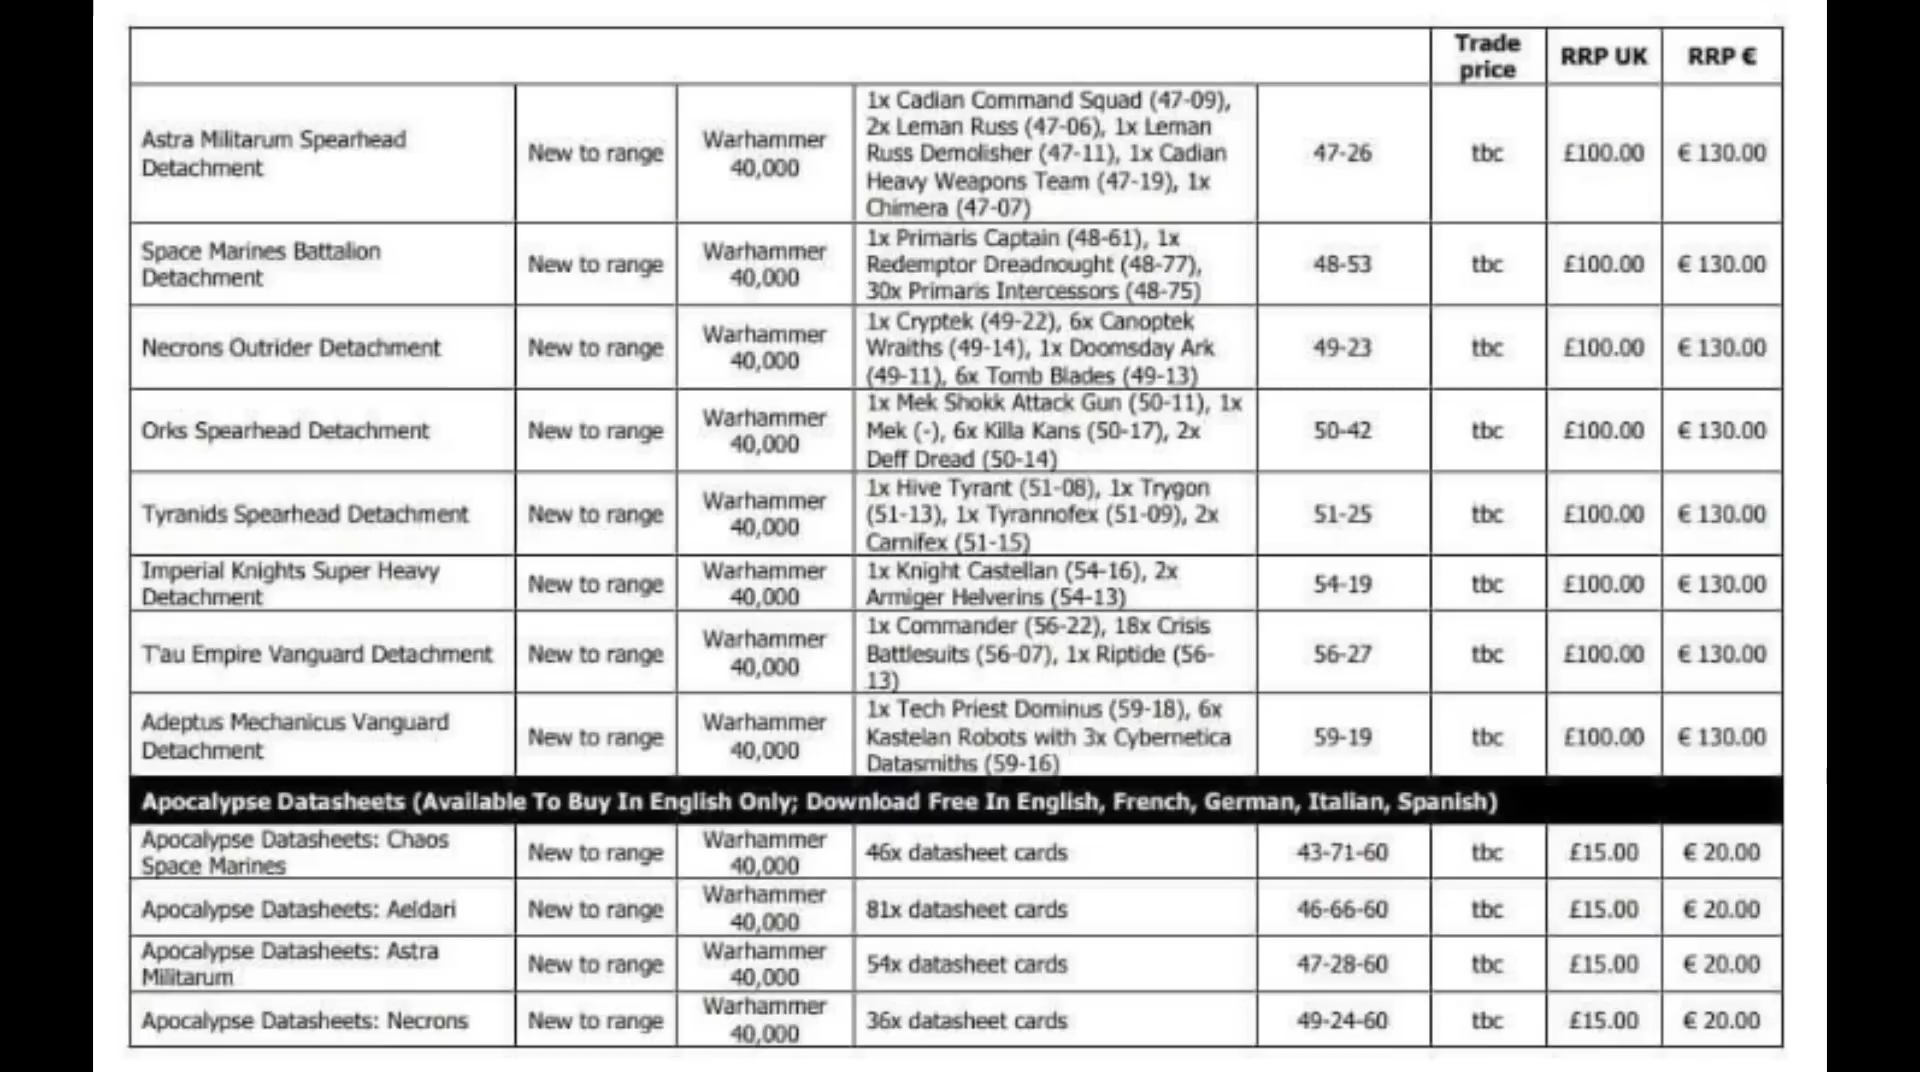 Trade
price
RRP UK
RRP €
Astra Militarum Spearhead
Detachment
New to range
Warhammer
40,000
1x Cadian Command Squad (47-09),
2x Leman Russ (47-06), 1x Leman
Russ Demolisher (47-11), 1x Cadian
Heavy Weapons Team (47-19), 1x
Chimera (47-07)
47-26
tbc
£100.00
€ 130.00
Space Marines Battalion
Detachment
New to range
Warhammer
40,000
1x Primaris Captain (48-61), 1x
Redemptor Dreadnought (48-77),
30x Primaris Intercessors (48-75)
48-53
tbc
£100.00
€ 130.00
Necrons Outrider Detachment
New to range
Warhammer
40,000
1x Cryptek (49-22), 6x Canoptek
Wraiths (49-14), 1x Doomsday Ark
(49-11), 6x Tomb Blades (49-13)
49-23
tbc
£100.00
€ 130.00
Orks Spearhead Detachment
New to range
Warhammer
40,000
1x Mek Shokk Attack Gun (50-11), 1x
Mek (-), 6x Killa Kans (50-17), 2x
Deff Dread (50-14)
50-42
tbc
£100.00
€ 130.00
Tyranids Spearhead Detachment
New to range
Warhammer
40,000
1x Hive Tyrant (51-08), 1x Trygon
(51-13), 1x Tyrannofex (51-09), 2x
Carnifex (51-15)
51-25
tbc
£100.00
€ 130.00
Imperial Knights Super Heavy
Detachment
New to range
Warhammer
40,000
1x Knight Castellan (54-16), 2x
Armiger Helverins (54-13)
54-19
tbc
£100.00
€ 130.00
T'au Empire Vanguard Detachment
New to range
Warhammer
40,000
1x Commander (56-22), 18x Crisis
Battlesuits (56-07), 1x Riptide (56-
13)
56-27
tbc
£100.00
€ 130.00
Adeptus Mechanicus Vanguard
Detachment
New to range
Warhammer
40,000
1x Tech Priest Dominus (59-18), 6x
Kastelan Robots with 3x Cybernetica
Datasmiths (59-16)
59-19
tbc
£100.00
€ 130.00
Apocalypse Datasheets (Available To Buy In English Only; Download Free In English, French, German, Italian, Spanish)
Apocalypse Datasheets: Chaos
Space Marines
New to range
Warhammer
40,000
46x datasheet cards
43-71-60
tbc
£15.00
€ 20.00
Apocalypse Datasheets: Aeldari
New to range
Warhammer
40,000
81x datasheet cards
46-66-60
tbc
£15.00
€ 20.00
Apocalypse Datasheets: Astra
Militarum
New to range
Warhammer
40,000
54x datasheet cards
47-28-60
tbc
£15.00
€ 20.00
Apocalypse Datasheets: Necrons
New to range
Warhammer
40,000
36x datasheet cards
49-24-60
tbc
£15.00
€ 20.00